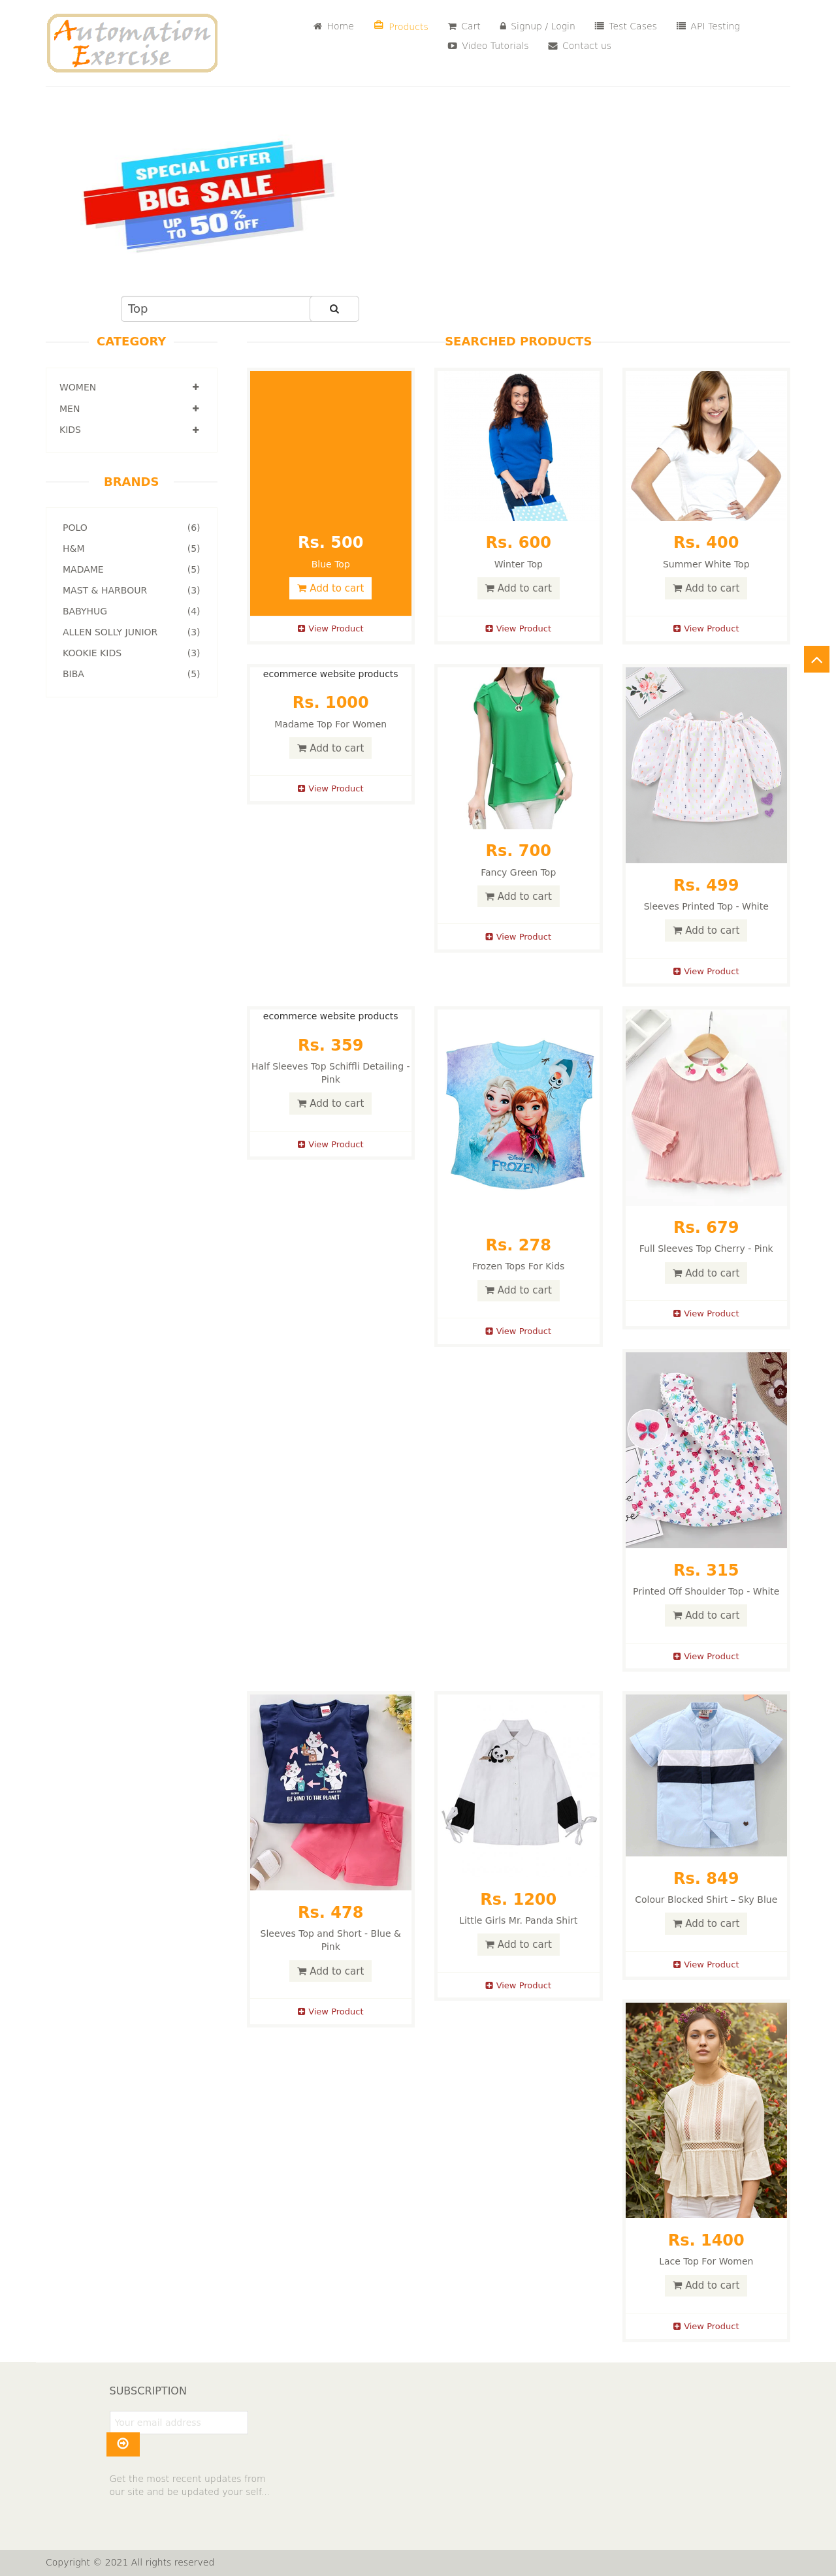 Automation
Exercise
Home
Products
Cart
Signup / Login
Test Cases
API Testing
Video Tutorials
Contact us
SPECIAL OFFER
BIG SALE
UP TO 50% OFF
Top
CATEGORY
WOMEN
MEN
KIDS
BRANDS
POLO (6)
H&M (5)
MADAME (5)
MAST & HARBOUR (3)
BABYHUG (4)
ALLEN SOLLY JUNIOR (3)
KOOKIE KIDS (3)
BIBA (5)
SEARCHED PRODUCTS
Rs. 500
Blue Top
Add to cart
View Product
Rs. 600
Winter Top
Add to cart
View Product
Rs. 400
Summer White Top
Add to cart
View Product
ecommerce website products
Rs. 1000
Madame Top For Women
Add to cart
View Product
Rs. 700
Fancy Green Top
Add to cart
View Product
Rs. 499
Sleeves Printed Top - White
Add to cart
View Product
ecommerce website products
Rs. 359
Half Sleeves Top Schiffli Detailing -
Pink
Add to cart
View Product
Disney
FROZEN
Rs. 278
Frozen Tops For Kids
Add to cart
View Product
Rs. 679
Full Sleeves Top Cherry - Pink
Add to cart
View Product
Rs. 315
Printed Off Shoulder Top - White
Add to cart
View Product
BE KIND TO THE PLANET
Rs. 478
Sleeves Top and Short - Blue &
Pink
Add to cart
View Product
Rs. 1200
Little Girls Mr. Panda Shirt
Add to cart
View Product
Rs. 849
Colour Blocked Shirt – Sky Blue
Add to cart
View Product
Rs. 1400
Lace Top For Women
Add to cart
View Product
SUBSCRIPTION
Your email address
Get the most recent updates from
our site and be updated your self...
Copyright © 2021 All rights reserved